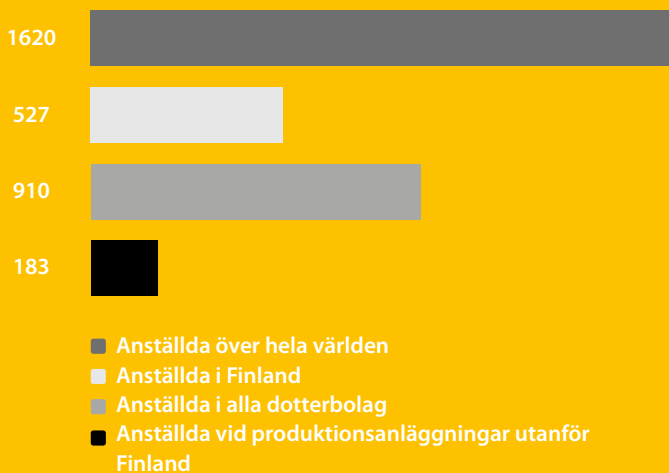 1620
527
910
183
Anställda över hela världen
Anställda i Finland
Anställda i alla dotterbolag
Anställda vid produktionsanläggningar utanför
Finland